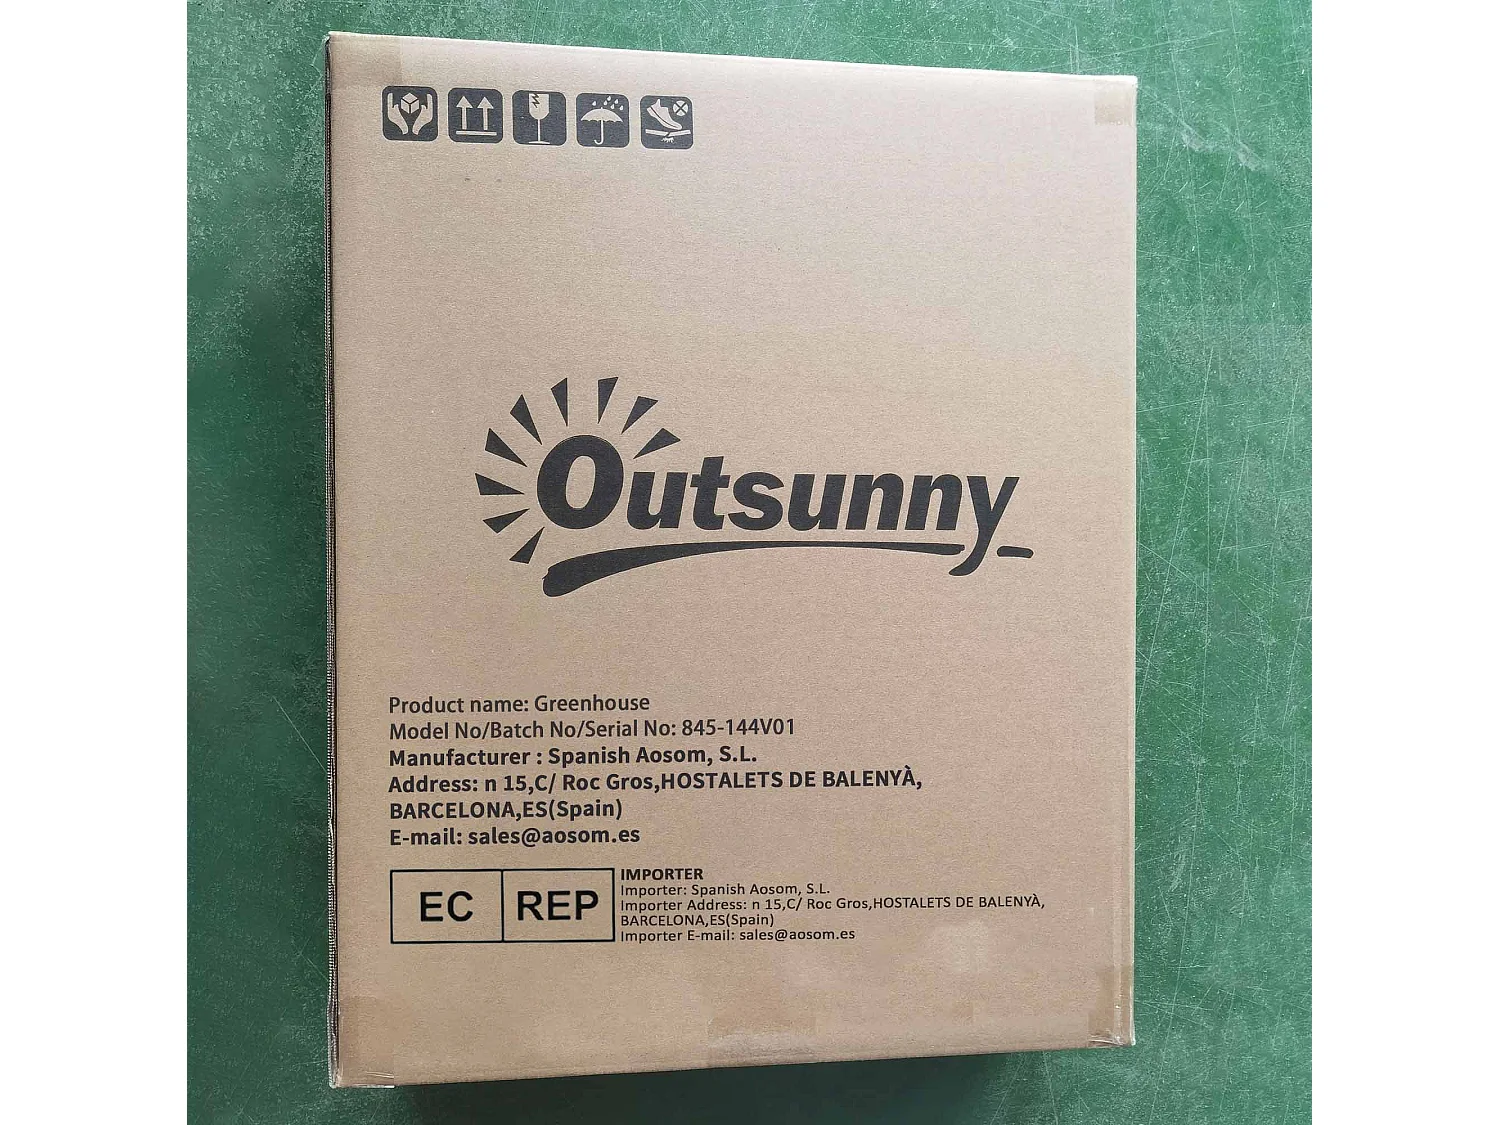 Outsunny
Product name: Greenhouse
Model No/Batch No/Serial No: 845-144V01
Manufacturer : Spanish Aosom, S.L.
Address: n 15,C/ Roc Gros,HOSTALETS DE BALENYÀ,
BARCELONA,ES(Spain)
E-mail: sales@aosom.es
EC REP
IMPORTER
Importer: Spanish Aosom, S.L.
Importer Address: n 15,C/ Roc Gros,HOSTALETS DE BALENYÀ,
BARCELONA,ES(Spain)
Importer E-mail: sales@aosom.es